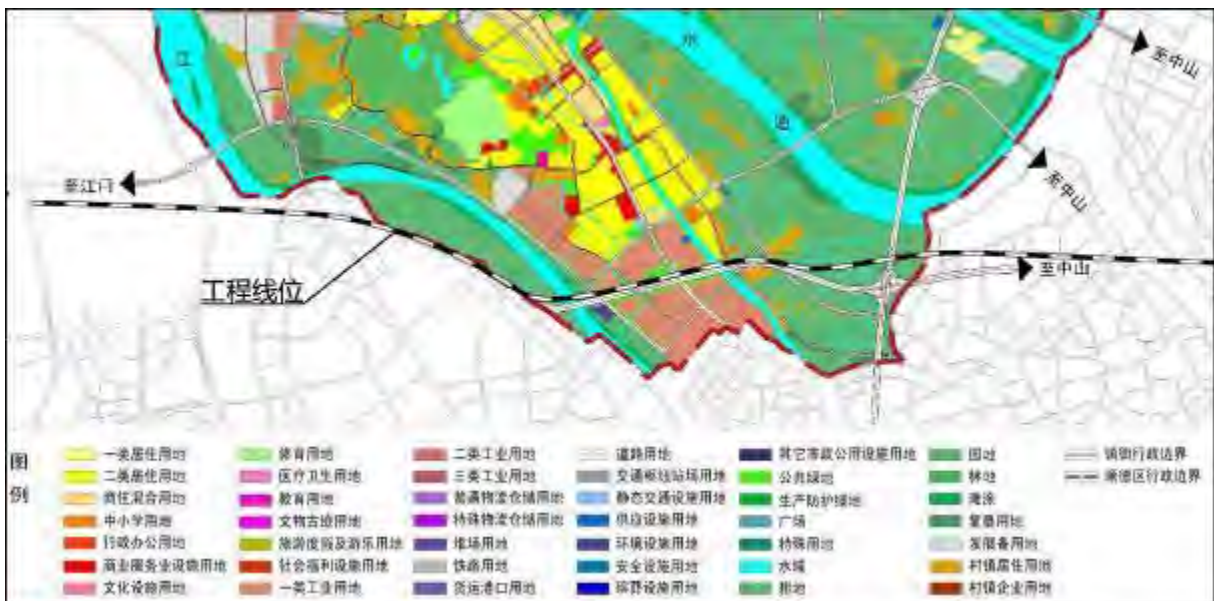 江
水
道
至中山
至中山
至江门
至中山
工程线位
图例
一类居住用地
体育用地
二类工业用地
道路用地
其它市政公用设施用地
园地
镇街行政边界
二类居住用地
医疗卫生用地
三类工业用地
交通枢纽站场用地
公共绿地
林地
顺德区行政边界
商住混合用地
教育用地
普通物流仓储用地
静态交通设施用地
生产防护绿地
滩涂
中小学用地
文物古迹用地
特殊物流仓储用地
供应设施用地
广场
复垦用地
行政办公用地
旅游度假及游乐用地
堆场用地
环境设施用地
特殊用地
发展备用地
商业服务业设施用地
社会福利设施用地
铁路用地
安全设施用地
水域
村镇居住用地
文化设施用地
一类工业用地
货运港口用地
殡葬设施用地
耕地
村镇企业用地